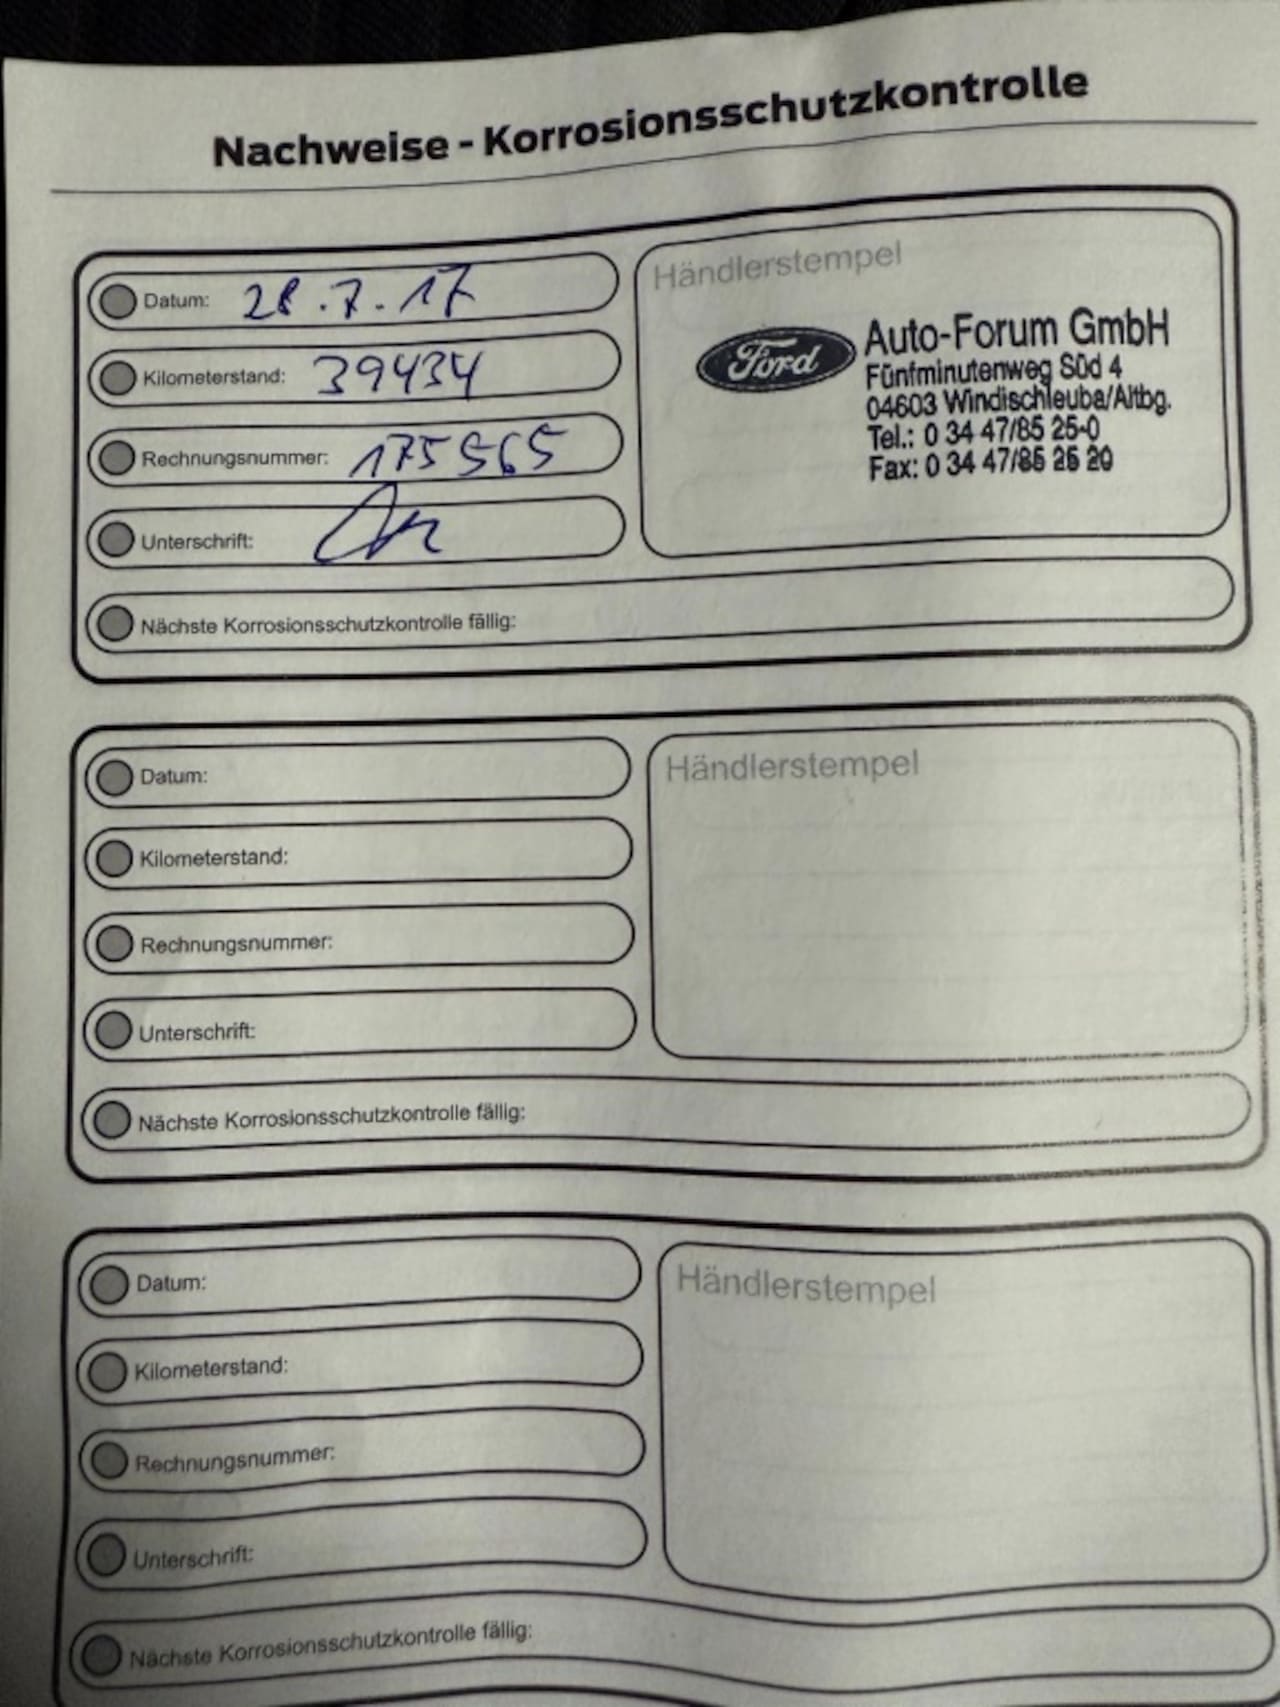 Nachweise - Korrosionsschutzkontrolle
Händlerstempel
Datum: 28.7.17
Kilometerstand: 39434
Rechnungsnummer: 175565
Unterschrift:
Ford
Auto-Forum GmbH
Fünfminutenweg Süd 4
04603 Windischleuba/Altbg.
Tel.: 0 34 47/85 25-0
Fax: 0 34 47/85 25 20
Nächste Korrosionsschutzkontrolle fällig:
Datum:
Kilometerstand:
Rechnungsnummer:
Unterschrift:
Händlerstempel
Nächste Korrosionsschutzkontrolle fällig:
Datum:
Kilometerstand:
Rechnungsnummer:
Unterschrift:
Händlerstempel
Nächste Korrosionsschutzkontrolle fällig: